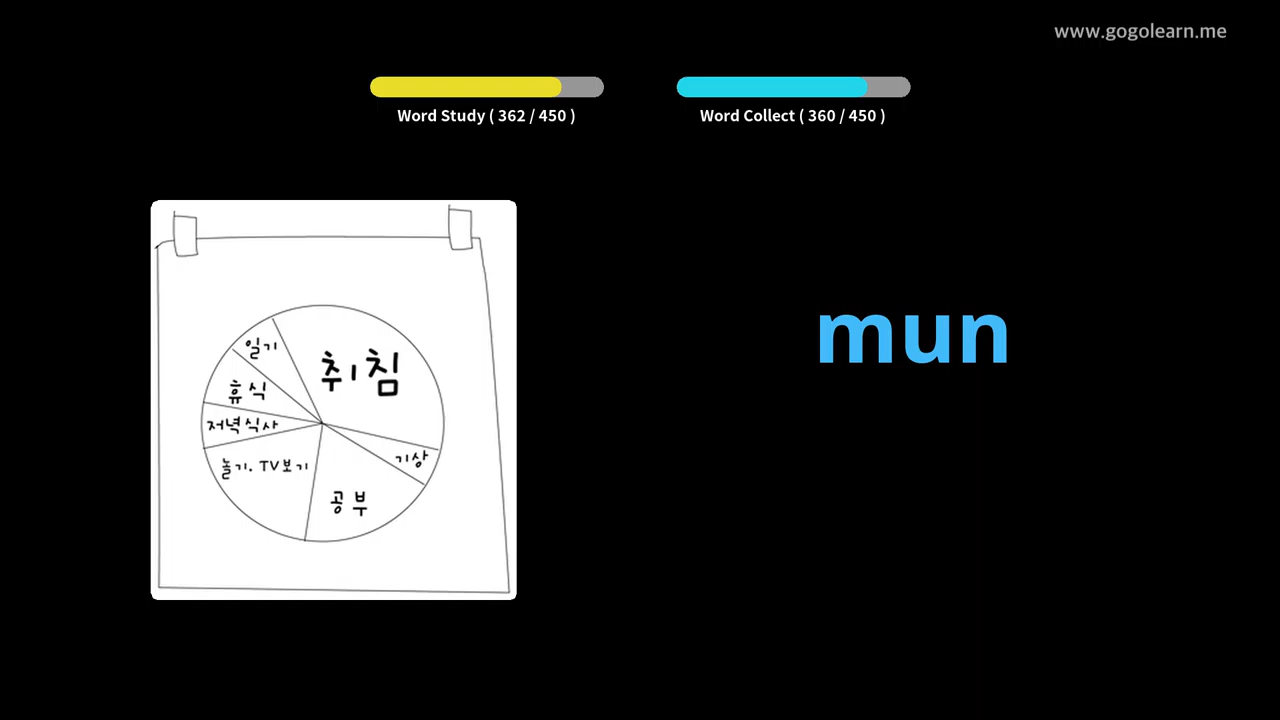 www.gogolearn.me
Word Study ( 362 / 450 )
Word Collect ( 360 / 450 )
일기
취침
휴식
저녁식사
놀기. TV보기
기상
공부
mun